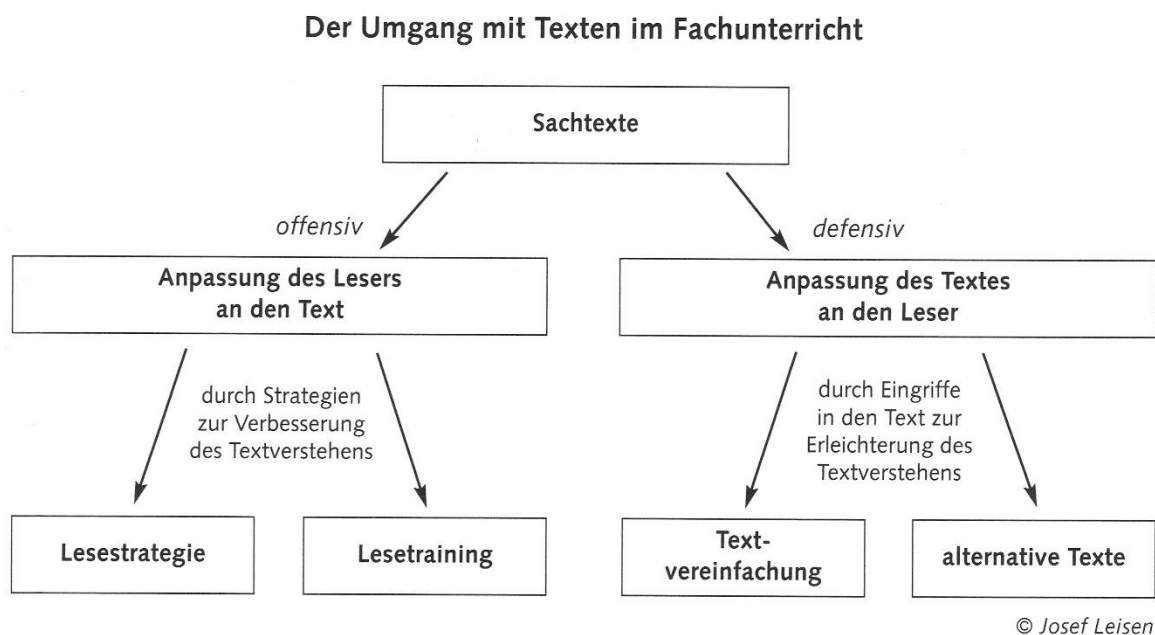 Der Umgang mit Texten im Fachunterricht
Sachtexte
offensiv
defensiv
Anpassung des Lesers
an den Text
Anpassung des Textes
an den Leser
durch Strategien
zur Verbesserung
des Textverstehens
durch Eingriffe
in den Text zur
Erleichterung des
Textverstehens
Lesestrategie
Lesetraining
Text-
vereinfachung
alternative Texte
© Josef Leisen